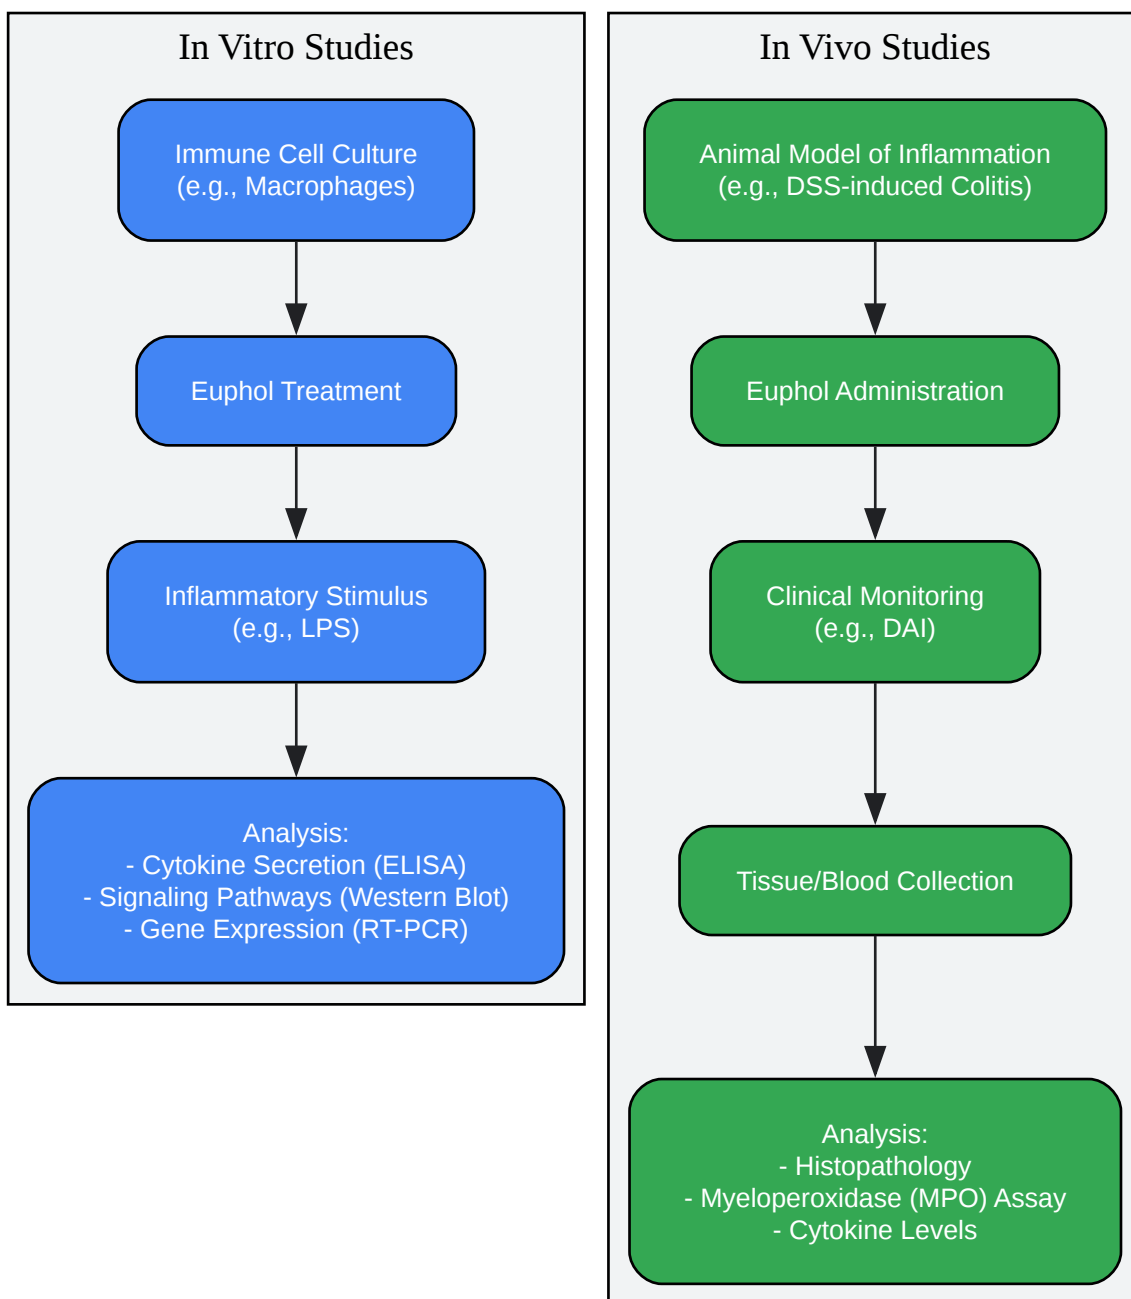 In Vitro Studies
Immune Cell Culture
(e.g., Macrophages)
Euphol Treatment
Inflammatory Stimulus
(e.g., LPS)
Analysis:
- Cytokine Secretion (ELISA)
- Signaling Pathways (Western Blot)
- Gene Expression (RT-PCR)
In Vivo Studies
Animal Model of Inflammation
(e.g., DSS-induced Colitis)
Euphol Administration
Clinical Monitoring
(e.g., DAI)
Tissue/Blood Collection
Analysis:
- Histopathology
- Myeloperoxidase (MPO) Assay
- Cytokine Levels